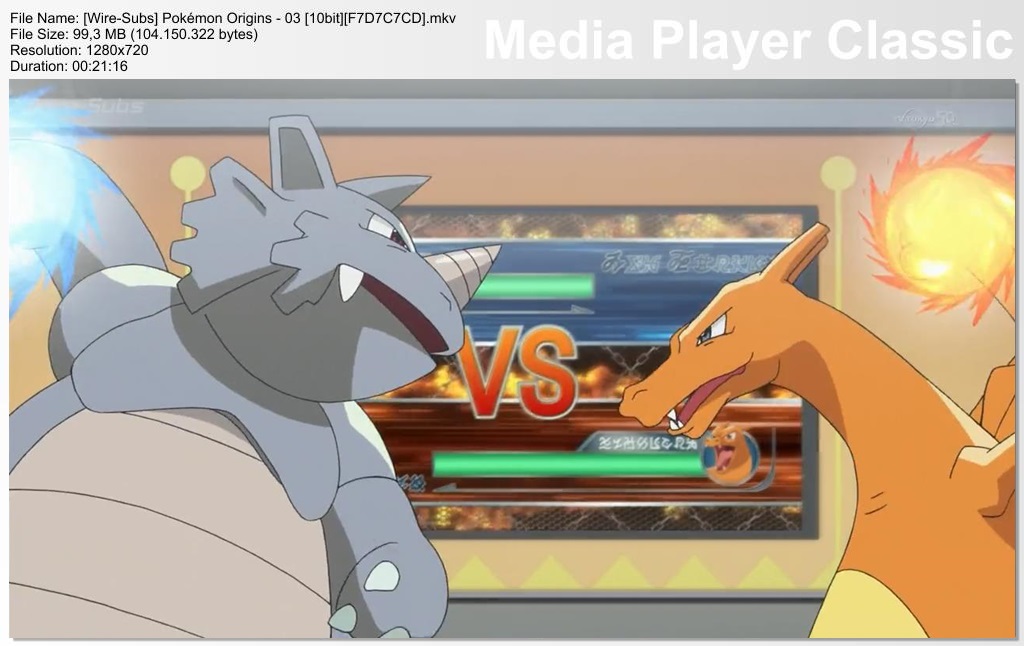 File Name: [Wire-Subs] Pokémon Origins - 03 [10bit][F7D7C7CD].mkv
File Size: 99,3 MB (104.150.322 bytes)
Resolution: 1280x720
Duration: 00:21:16
Media Player Classic
Subs
VS